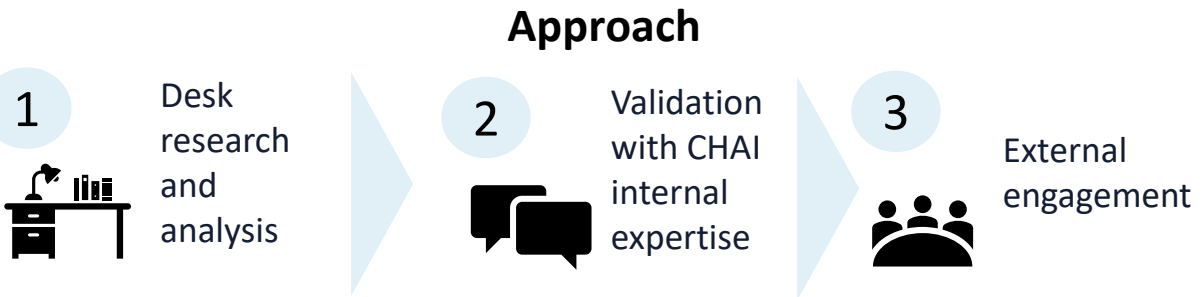 Approach
1
Desk
research
and
analysis
2
Validation
with CHAI
internal
expertise
3
External
engagement